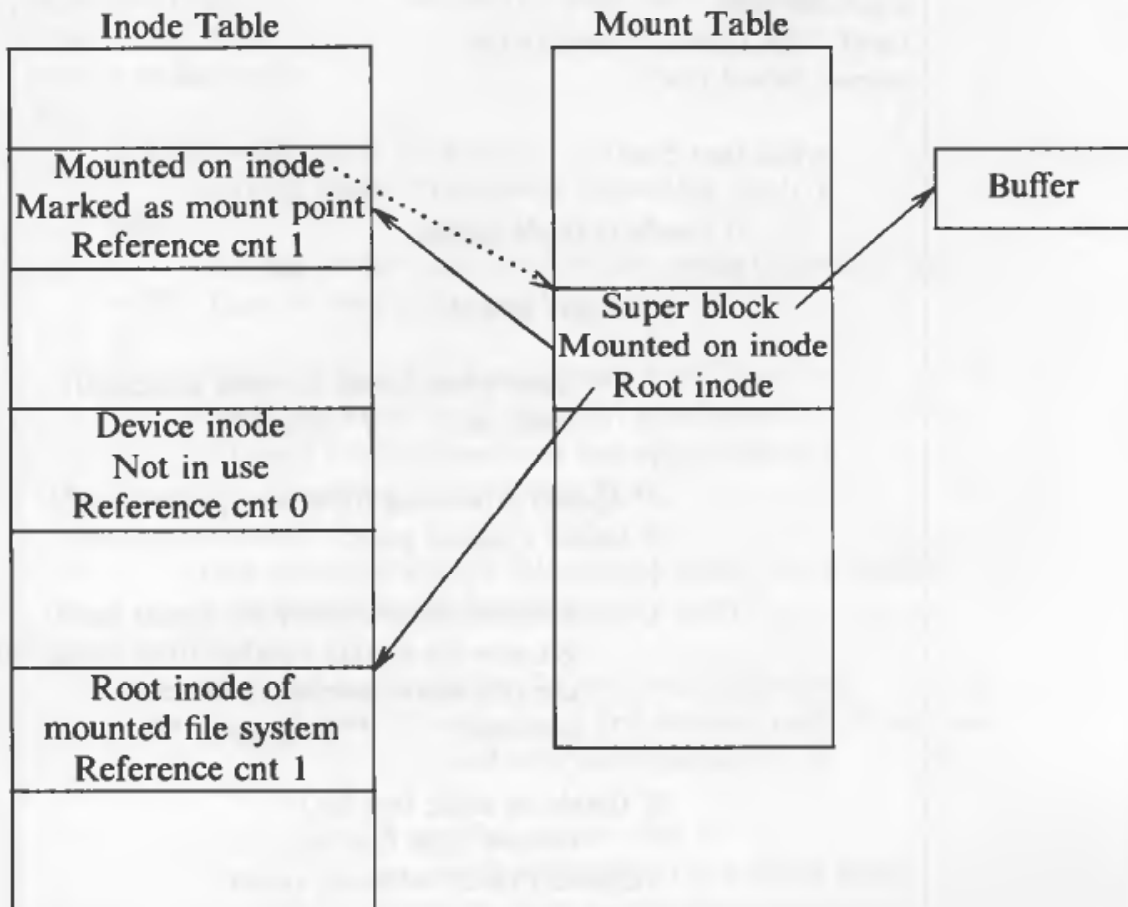 Inode Table
Mount Table
Mounted on inode
Marked as mount point
Reference cnt 1
Buffer
Super block
Mounted on inode
Root inode
Device inode
Not in use
Reference cnt 0
Root inode of
mounted file system
Reference cnt 1